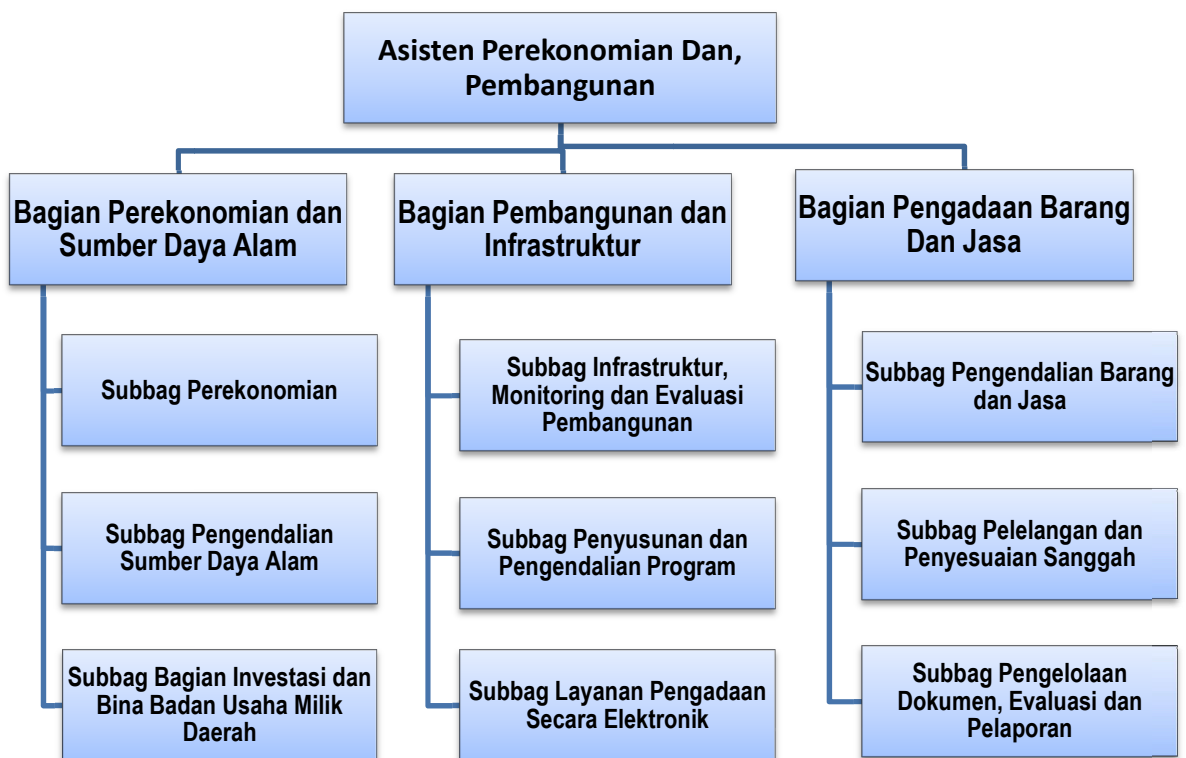 Asisten Perekonomian Dan,
Pembangunan
Bagian Perekonomian dan
Sumber Daya Alam
Bagian Pembangunan dan
Infrastruktur
Bagian Pengadaan Barang
Dan Jasa
Subbag Perekonomian
Subbag Pengendalian
Sumber Daya Alam
Subbag Bagian Investasi dan
Bina Badan Usaha Milik
Daerah
Subbag Infrastruktur,
Monitoring dan Evaluasi
Pembangunan
Subbag Penyusunan dan
Pengendalian Program
Subbag Layanan Pengadaan
Secara Elektronik
Subbag Pengendalian Barang
dan Jasa
Subbag Pelelangan dan
Penyesuaian Sanggah
Subbag Pengelolaan
Dokumen, Evaluasi dan
Pelaporan